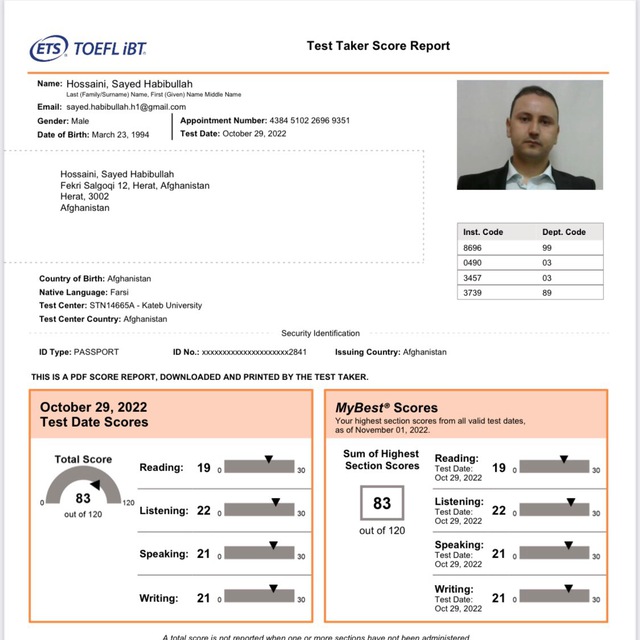 ETS TOEFL iBT.
Test Taker Score Report
Name: Hossaini, Sayed Habibullah
Last (Family/Surname) Name, First (Given) Name Middle Name
Email: sayed.habibullah.h1@gmail.com
Gender: Male
Date of Birth: March 23, 1994
Appointment Number: 4384 5102 2696 9351
Test Date: October 29, 2022
Hossaini, Sayed Habibullah
Fekri Salgoqi 12, Herat, Afghanistan
Herat, 3002
Afghanistan
Inst. Code Dept. Code
8696 99
0490 03
3457 03
3739 89
Country of Birth: Afghanistan
Native Language: Farsi
Test Center: STN14665A - Kateb University
Test Center Country: Afghanistan
Security Identification
ID Type: PASSPORT ID No.: xxxxxxxxxxxxxxxxxxxxx2841 Issuing Country: Afghanistan
THIS IS A PDF SCORE REPORT, DOWNLOADED AND PRINTED BY THE TEST TAKER.
October 29, 2022
Test Date Scores
Total Score
83
0 120
out of 120
Reading: 19 0 30
Listening: 22 0 30
Speaking: 21 0 30
Writing: 21 0 30
MyBest® Scores
Your highest section scores from all valid test dates,
as of November 01, 2022.
Sum of Highest
Section Scores
83
out of 120
Reading:
Test Date:
Oct 29, 2022
19 0 30
Listening:
Test Date:
Oct 29, 2022
22 0 30
Speaking:
Test Date:
Oct 29, 2022
21 0 30
Writing:
Test Date:
Oct 29, 2022
21 0 30
A total score is not reported when one or more sections have not been administered.